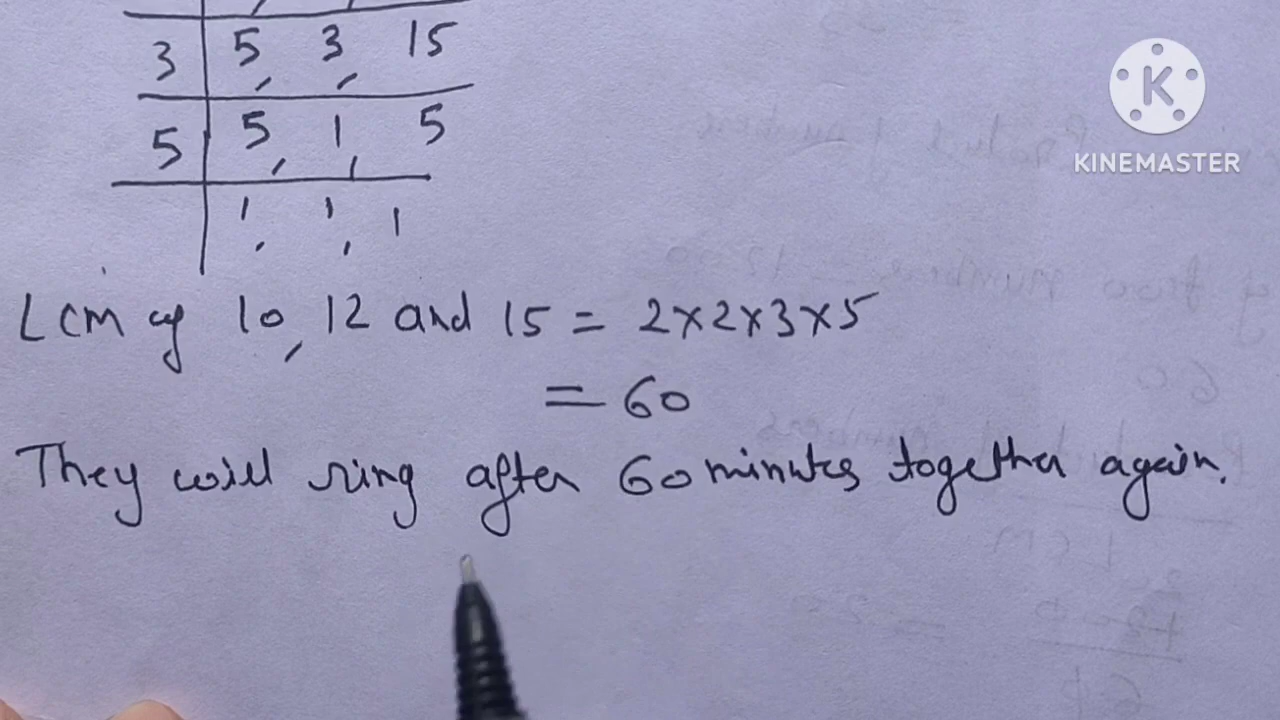 3 | 5, 3, 15
5 | 5, 1, 5
1, 1, 1
LCM of 10, 12 and 15 = 2×2×3×5
= 60
They will ring after 60 minutes together again.
K
KINEMASTER